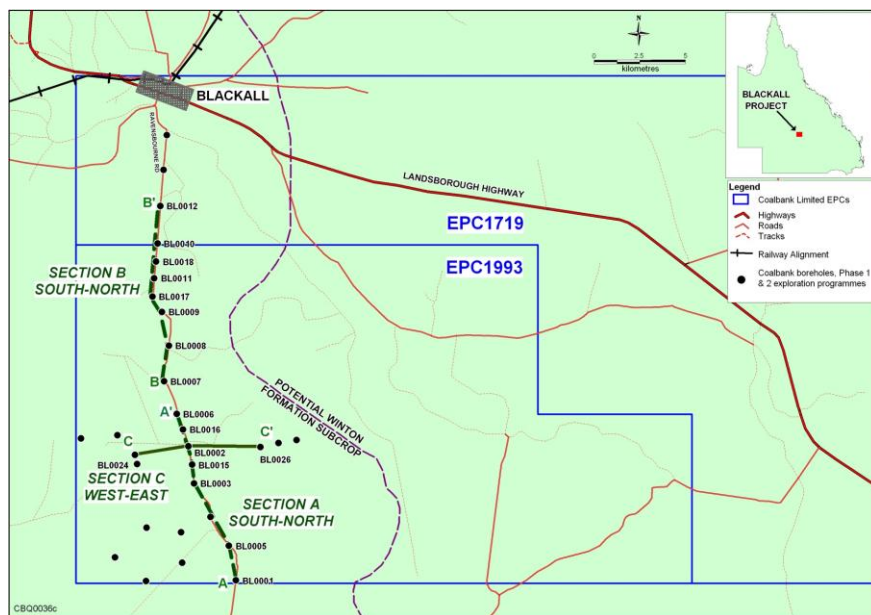 N
0
2.5
5
kilometres
BLACKALL
PROJECT
BLACKALL
RAVENSBOURNE RD
LANDSBOROUGH HIGHWAY
Legend
Coalbank Limited EPCs
Highways
Roads
Tracks
Railway Alignment
Coalbank boreholes, Phase 1
& 2 exploration programmes
B'
BL0012
EPC1719
BL0040
EPC1993
BL0018
SECTION B
SOUTH-NORTH
BL0011
BL0017
BL0009
BL0008
B
BL0007
POTENTIAL WINTON
FORMATION SUBCROP
A'
BL0006
BL0016
C
C'
BL0002
BL0026
BL0024
BL0015
SECTION C
WEST-EAST
BL0003
SECTION A
SOUTH-NORTH
BL0005
A
BL0001
CBQ0036c